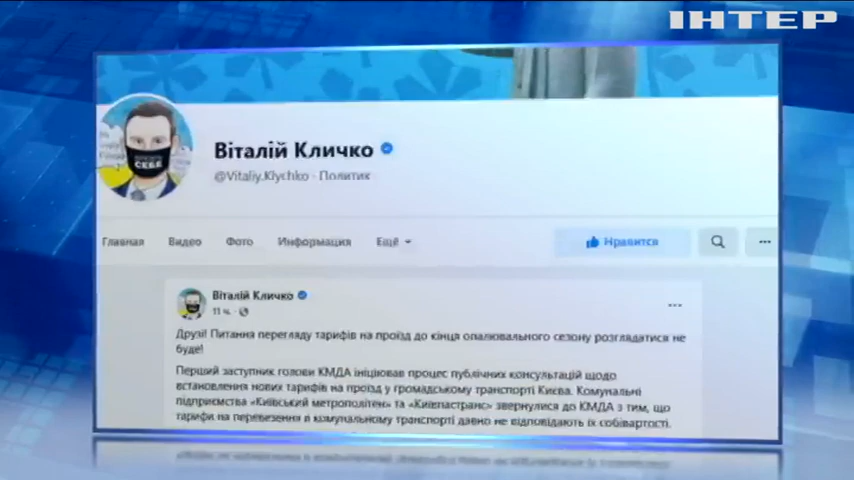 ІНТЕР
Віталій Кличко
@Vitaliy.Klychko · Политик
Главная Видео Фото Информация Ещё
Нравится
Віталій Кличко
11 ч. ·
Друзі! Питання перегляду тарифів на проїзд до кінця опалювального сезону розглядатися не
буде!
Перший заступник голови КМДА ініціював процес публічних консультацій щодо
встановлення нових тарифів на проїзд у громадському транспорті Києва. Комунальні
підприємства «Київський метрополітен» та «Київпастранс» звернулися до КМДА з тим, що
тарифи на перевезення в комунальному транспорті давно не відповідають їх собівартості.